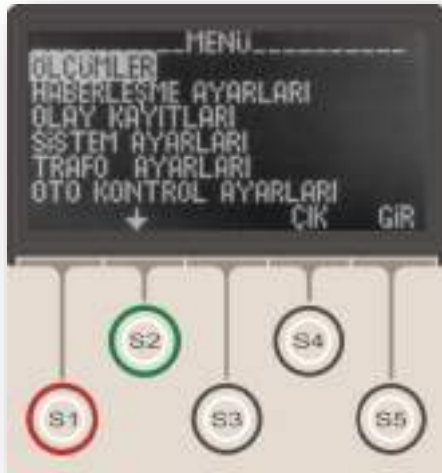 MENÜ
ÖLÇÜMLER
HABERLEŞME AYARLARI
OLAY KAYITLARI
SİSTEM AYARLARI
TRAFO AYARLARI
OTO KONTROL AYARLARI
ÇIK GİR
S2 S4
S1 S3 S5